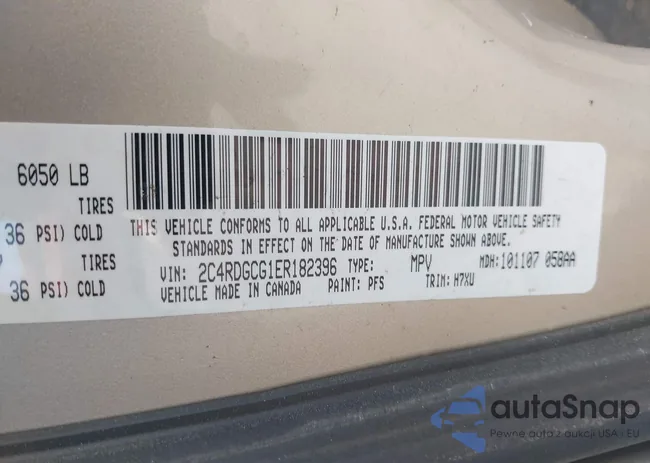 6050 LB
TIRES
36 PSI) COLD
TIRES
36 PSI) COLD
THIS VEHICLE CONFORMS TO ALL APPLICABLE U.S.A. FEDERAL MOTOR VEHICLE SAFETY
STANDARDS IN EFFECT ON THE DATE OF MANUFACTURE SHOWN ABOVE.
VIN: 2C4RDGCG1ER182396 TYPE: MPV MDH:101107 058AA
VEHICLE MADE IN CANADA PAINT: PFS TRIM: H7XU
autoSnap
Pewne auta z aukcji USA - EU